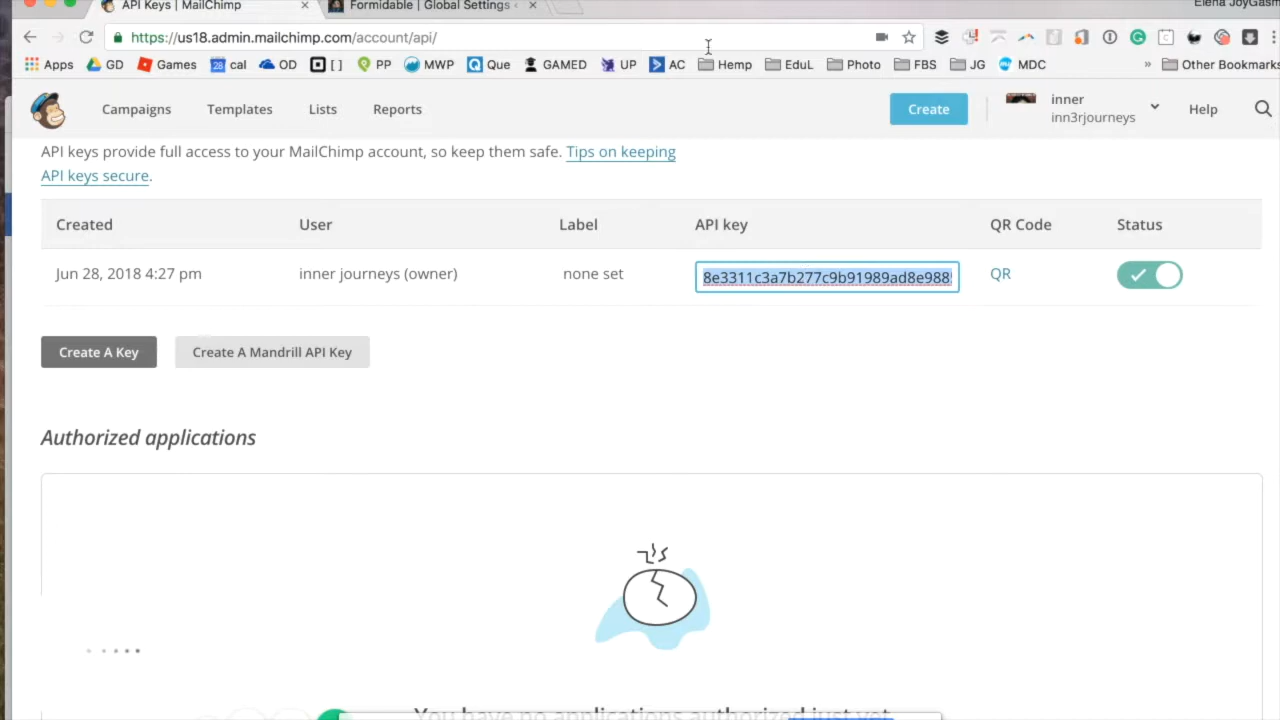 API Keys | MailChimp
Formidable | Global Settings
Elena JoyGasm
https://us18.admin.mailchimp.com/account/api/
Apps GD Games 28 cal OD [ ] PP MWP Que GAMED UP AC Hemp EduL Photo FBS JG MDC » Other Bookmarks
Campaigns Templates Lists Reports Create inner Help
inn3rjourneys
API keys provide full access to your MailChimp account, so keep them safe. Tips on keeping
API keys secure.
Created User Label API key QR Code Status
Jun 28, 2018 4:27 pm inner journeys (owner) none set 8e3311c3a7b277c9b91989ad8e988 QR
Create A Key Create A Mandrill API Key
Authorized applications
You have no applications authorized just yet